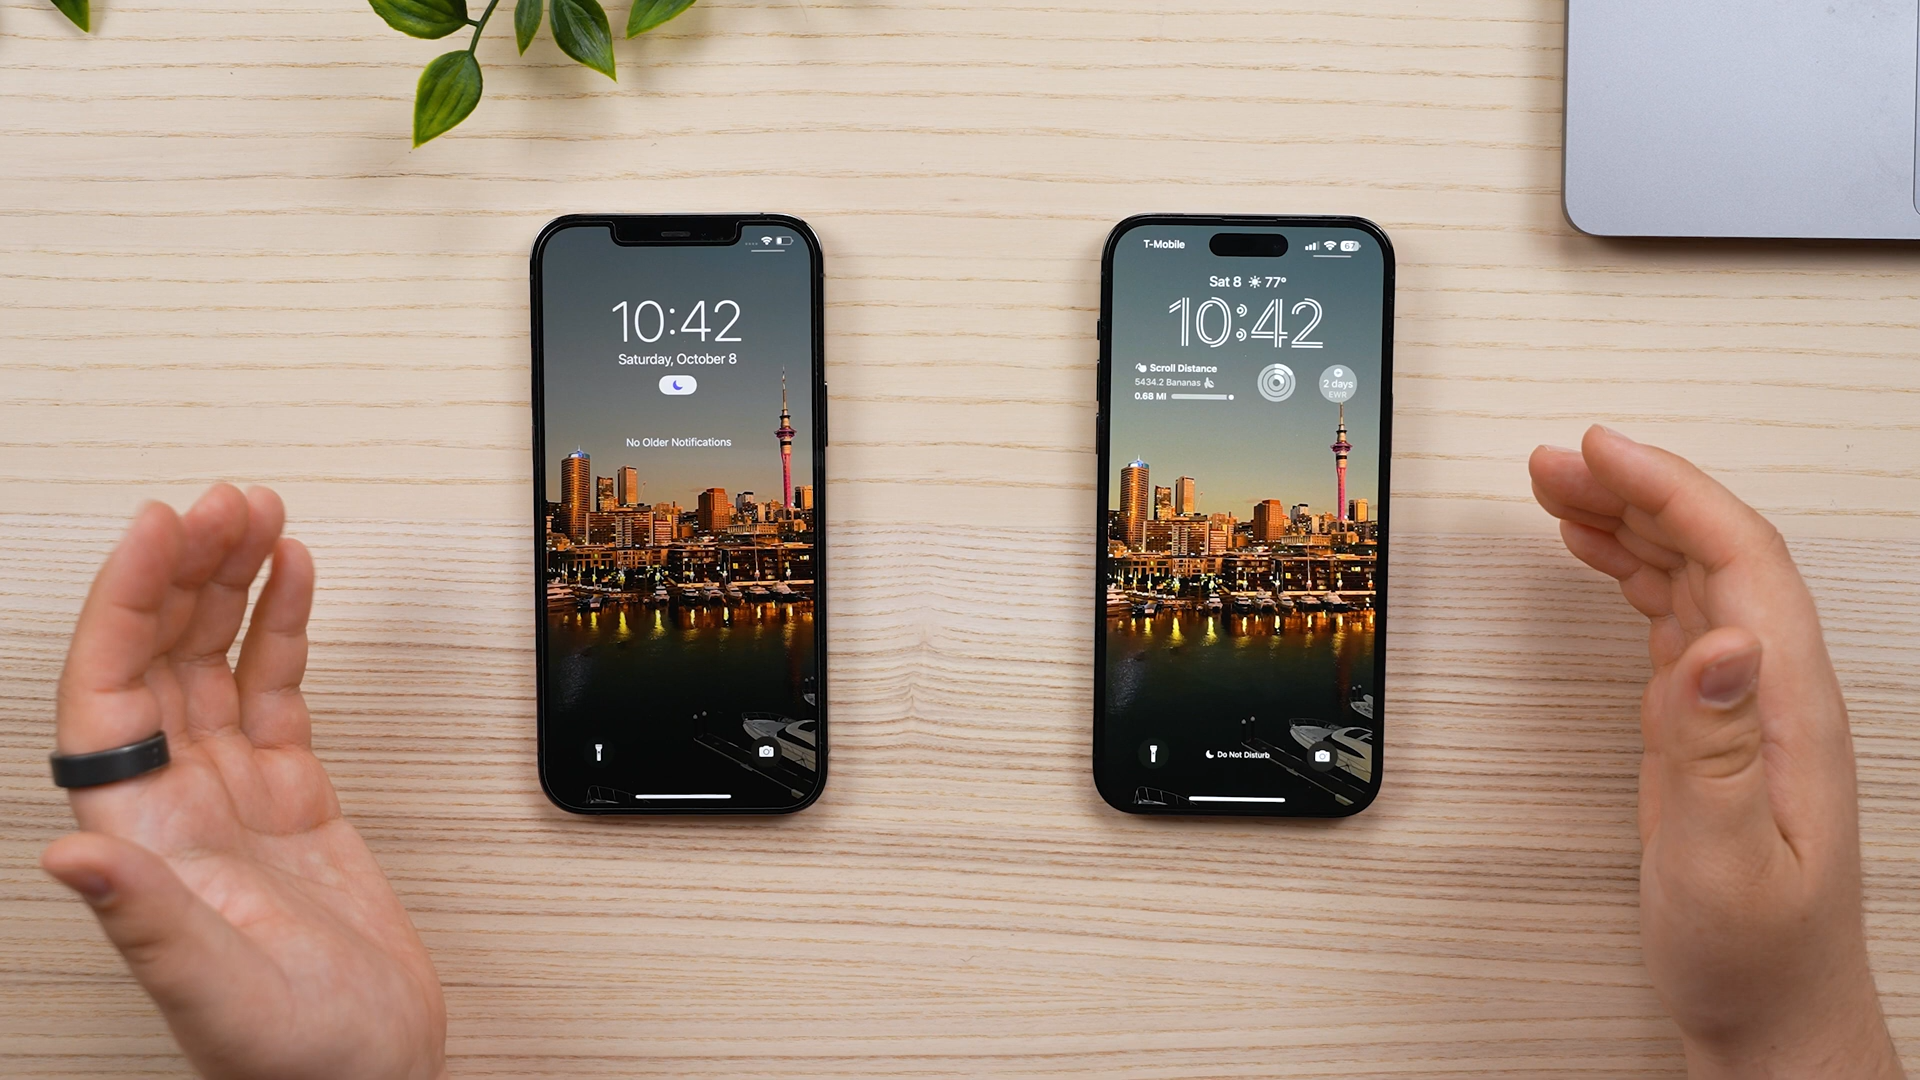 10:42
Saturday, October 8
No Older Notifications
T-Mobile
67
Sat 8 77°
10:42
Scroll Distance
5434.2 Bananas
0.68 MI
2 days
EWR
Do Not Disturb